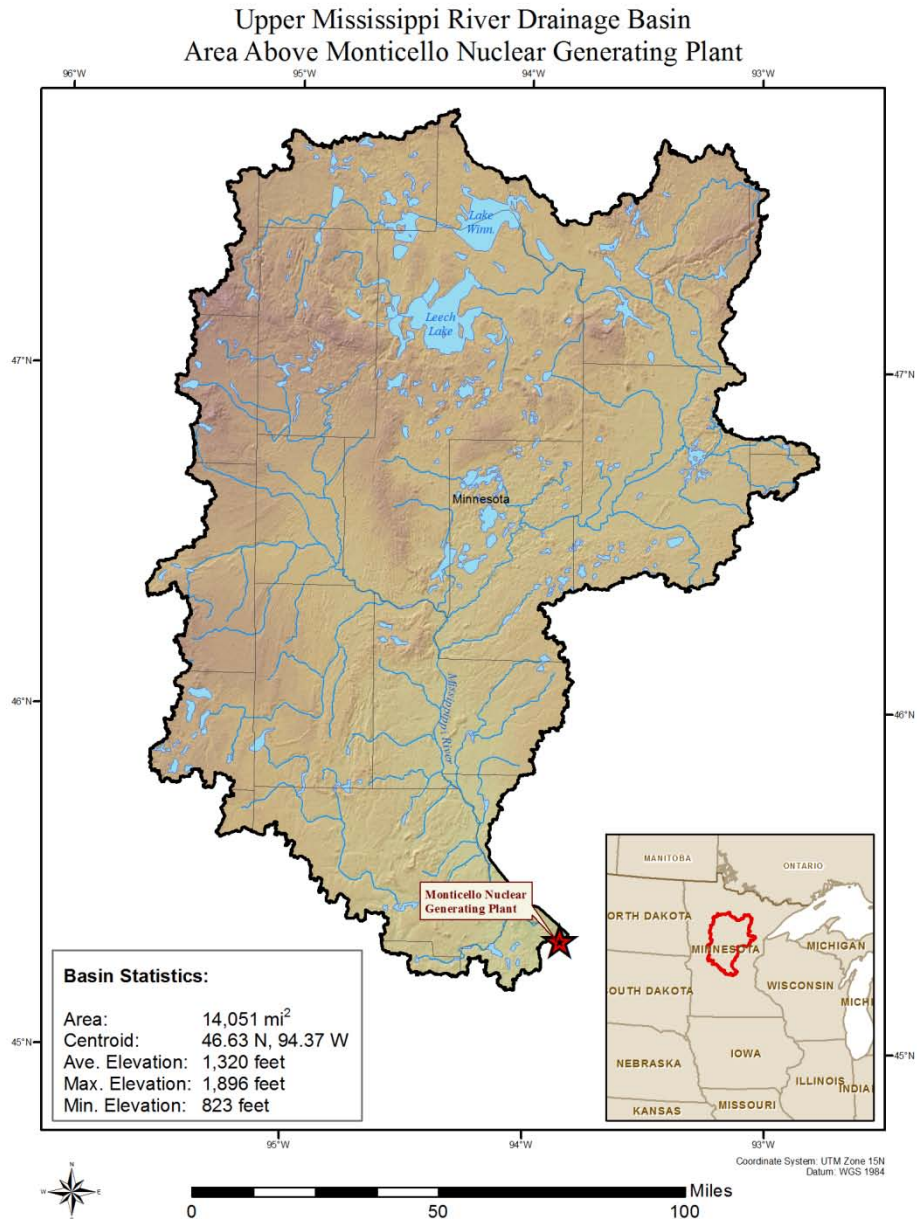 Upper Mississippi River Drainage Basin
Area Above Monticello Nuclear Generating Plant
96°W
95°W
94°W
93°W
Lake
Winn.
Leech
Lake
47°N
47°N
Minnesota
46°N
46°N
Mississippi River
Monticello Nuclear
Generating Plant
MANITOBA
ONTARIO
ORTH DAKOTA
MINNESOTA
MICHIGAN
WISCONSIN
OUTH DAKOTA
MICHI
IOWA
NEBRASKA
ILLINOIS
INDIAN
KANSAS
MISSOURI
Basin Statistics:
Area: 14,051 mi²
Centroid: 46.63 N, 94.37 W
Ave. Elevation: 1,320 feet
Max. Elevation: 1,896 feet
Min. Elevation: 823 feet
45°N
45°N
95°W
94°W
93°W
Coordinate System: UTM Zone 15N
Datum: WGS 1984
N
W
E
S
Miles
0
50
100